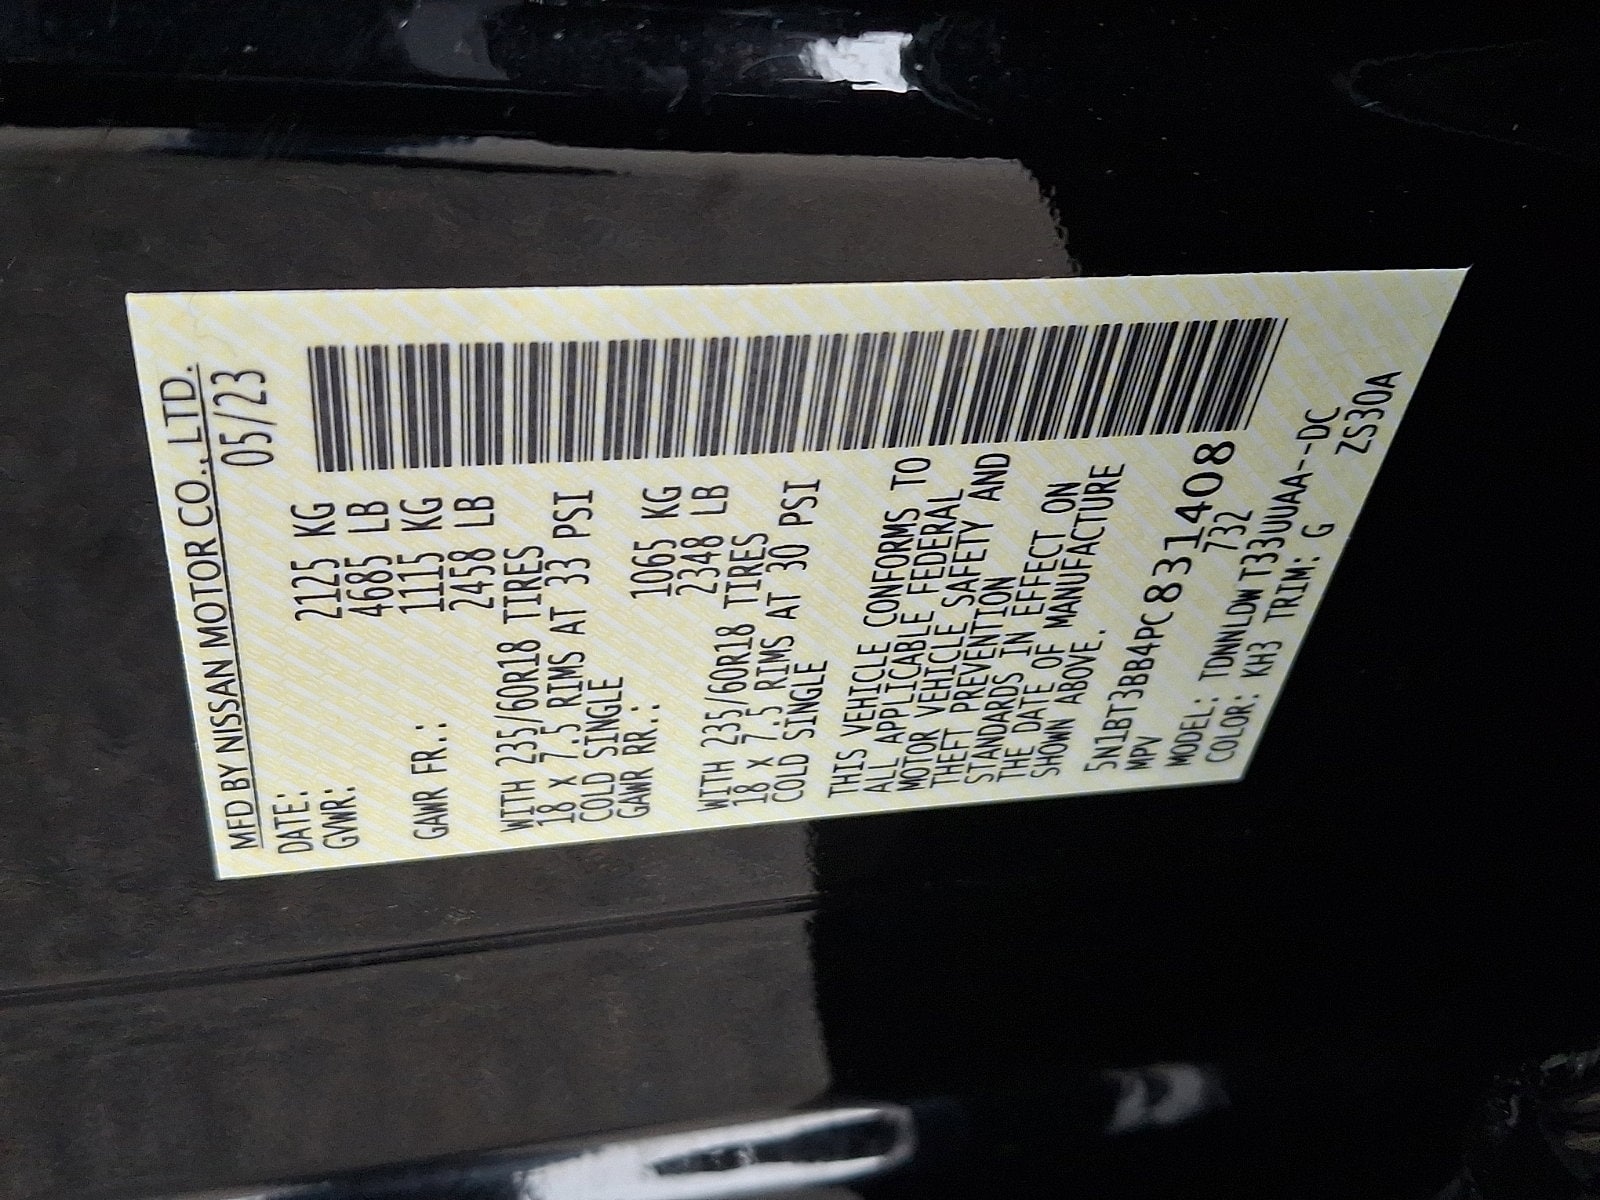 MFD BY NISSAN MOTOR CO., LTD.
DATE: 05/23
GVWR: 2125 KG
4685 LB
GAWR FR.: 1115 KG
2458 LB
WITH 235/60R18 TIRES
18 x 7.5 RIMS AT 33 PSI
COLD SINGLE
GAWR RR.: 1065 KG
2348 LB
WITH 235/60R18 TIRES
18 x 7.5 RIMS AT 30 PSI
COLD SINGLE
THIS VEHICLE CONFORMS TO
ALL APPLICABLE FEDERAL
MOTOR VEHICLE SAFETY AND
THEFT PREVENTION
STANDARDS IN EFFECT ON
THE DATE OF MANUFACTURE
SHOWN ABOVE.
5N1BT3BB4PC831408
MPV 732
MODEL: TDNNLDWT33UUAA--DC
COLOR: KH3 TRIM: G ZS30A